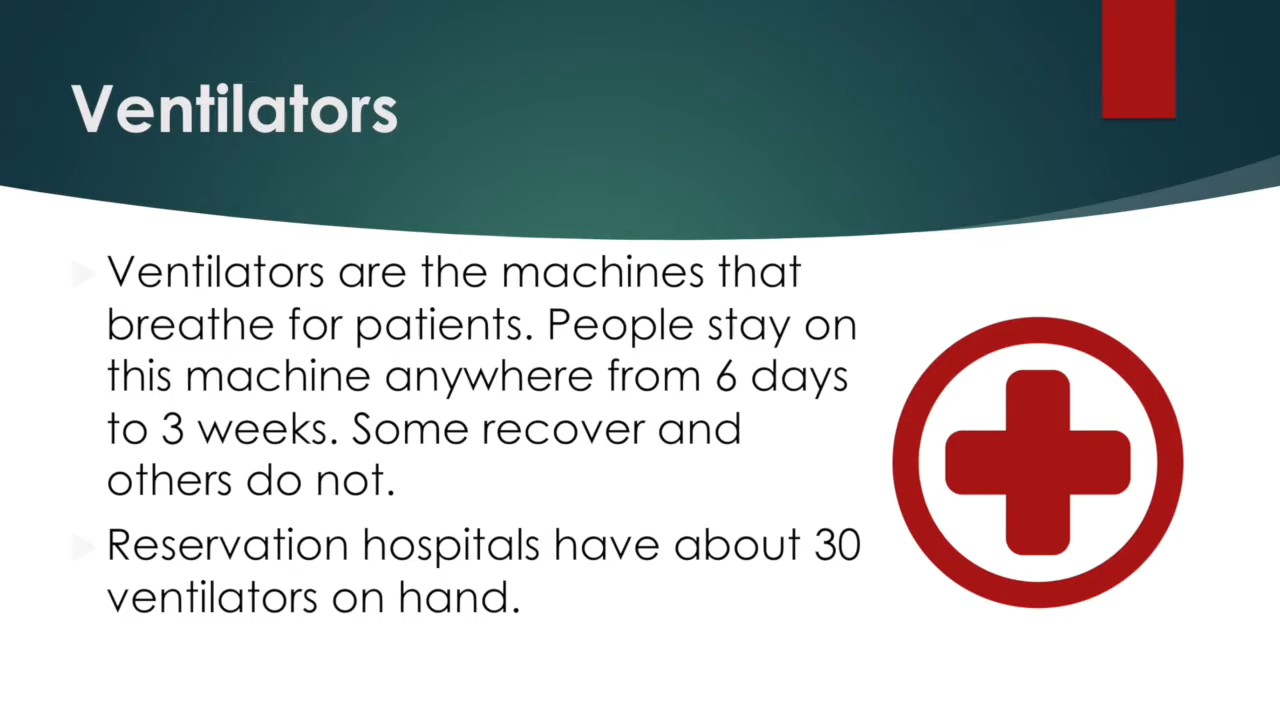 Ventilators
Ventilators are the machines that
breathe for patients. People stay on
this machine anywhere from 6 days
to 3 weeks. Some recover and
others do not.
Reservation hospitals have about 30
ventilators on hand.